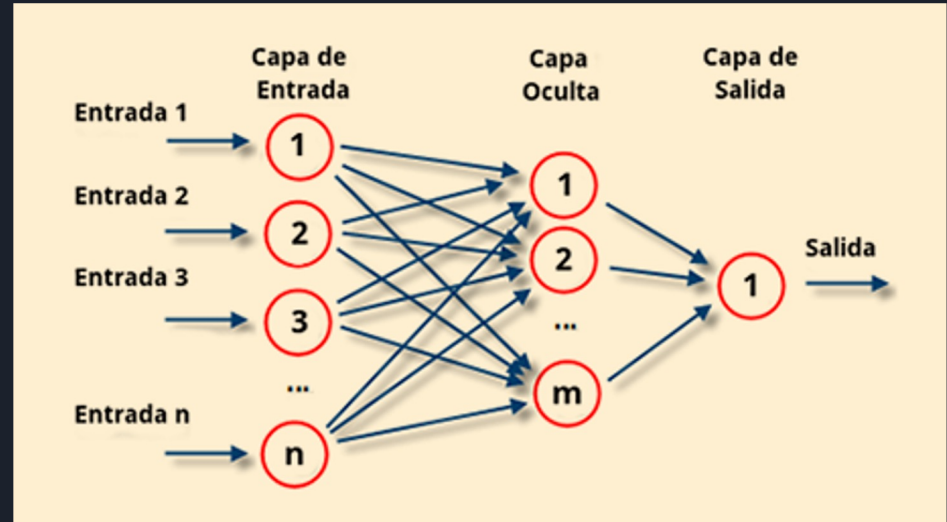 Capa de
Entrada
Capa
Oculta
Capa de
Salida
Entrada 1
1
Entrada 2
2
Entrada 3
3
...
Entrada n
n
1
2
...
m
1
Salida